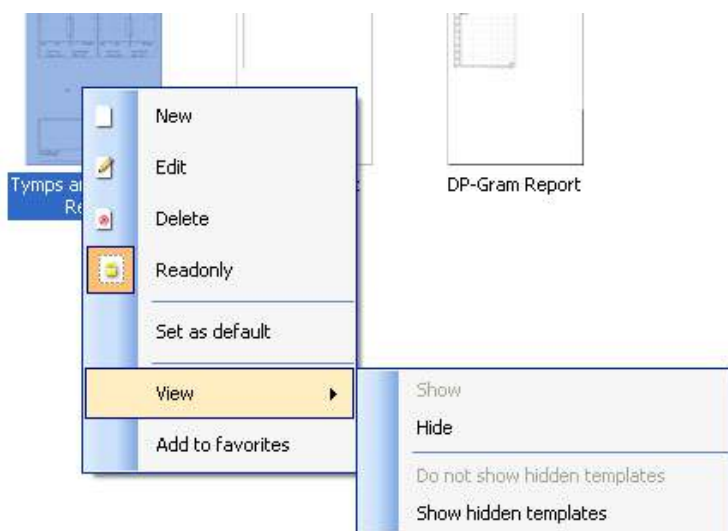 Tymps a
Re
DP-Gram Report
New
Edit
Delete
Readonly
Set as default
View
Add to favorites
Show
Hide
Do not show hidden templates
Show hidden templates